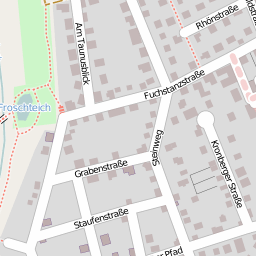 Rhönstraße
Am Taunusblick
Fuchstanzstraße
Froschteich
Steinweg
Kronberger Straße
Grabenstraße
Staufenstraße
Pfad